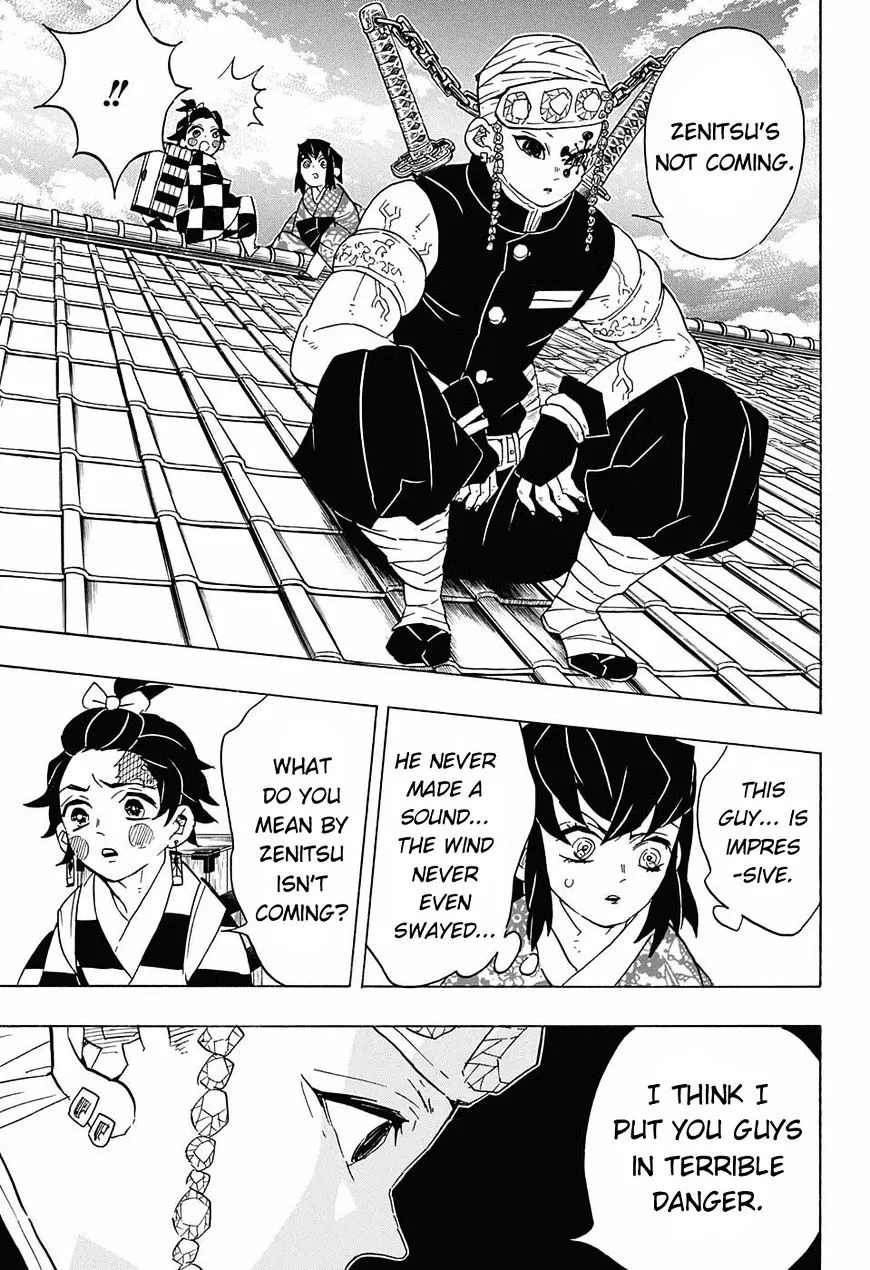 ZENITSU'S
NOT COMING.
!!
THIS
GUY... IS
IMPRES
-SIVE.
HE NEVER
MADE A
SOUND...
THE WIND
NEVER
EVEN
SWAYED...
WHAT
DO YOU
MEAN BY
ZENITSU
ISN'T
COMING?
I THINK I
PUT YOU GUYS
IN TERRIBLE
DANGER.